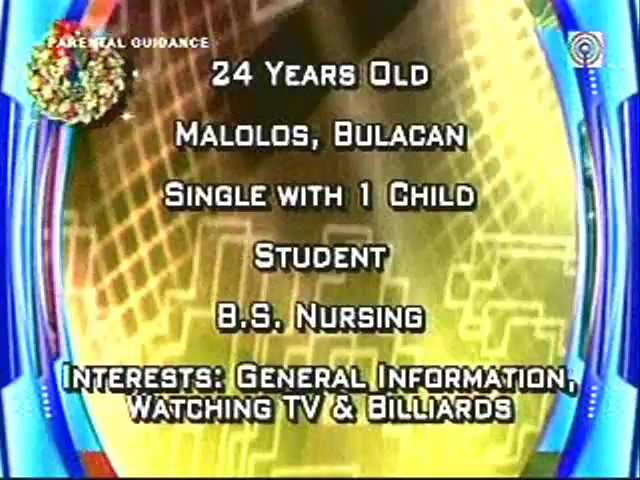 PARENTAL GUIDANCE
24 YEARS OLD
MALOLOS, BULACAN
SINGLE WITH 1 CHILD
STUDENT
B.S. NURSING
INTERESTS: GENERAL INFORMATION,
WATCHING TV & BILLIARDS